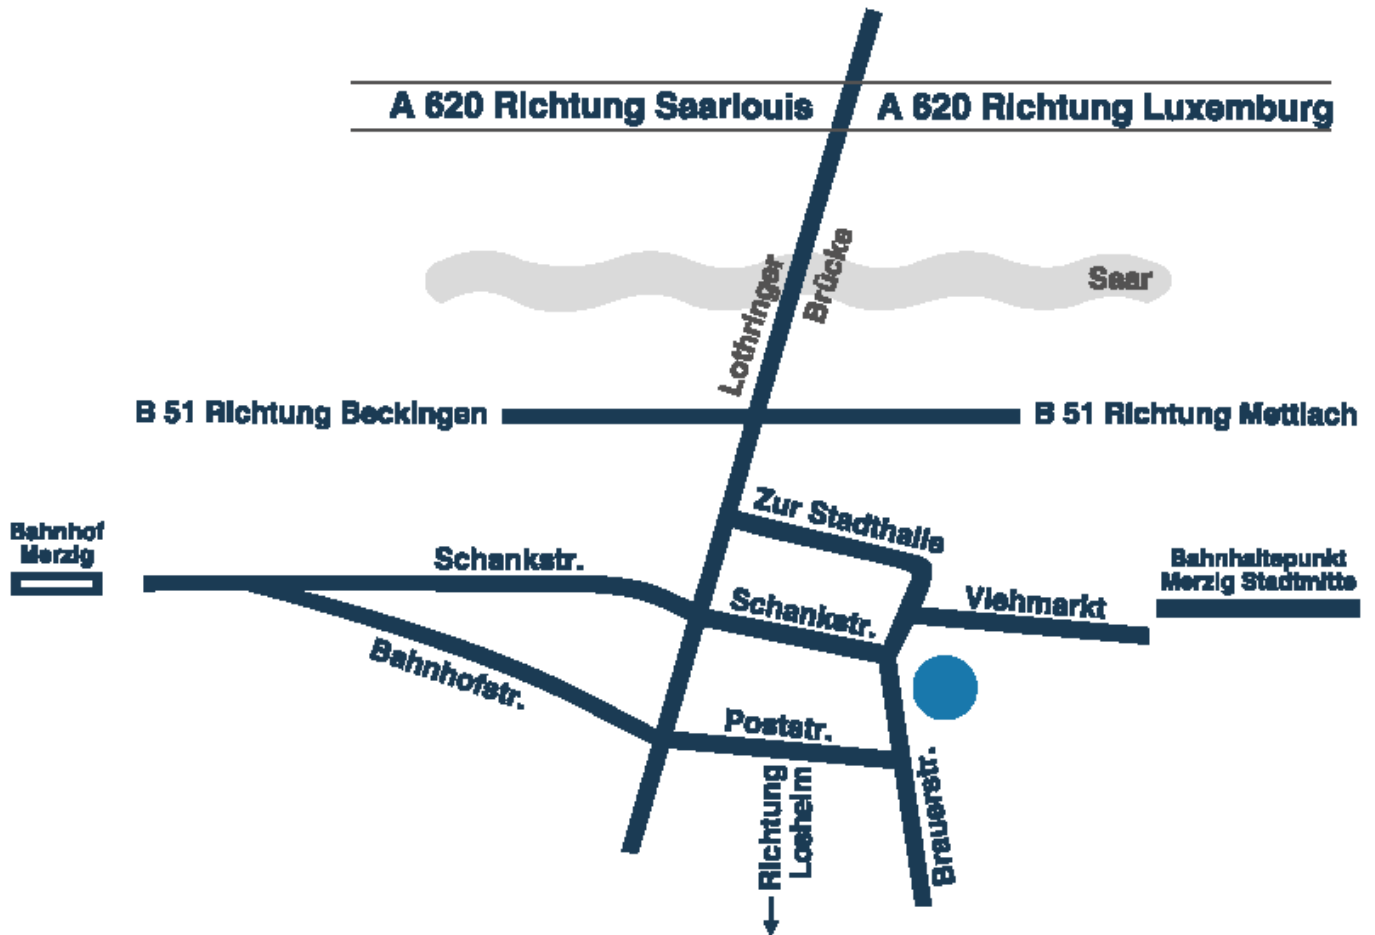 A 620 Richtung Saarlouis
A 620 Richtung Luxemburg
Lothringer
Brücke
Saar
B 51 Richtung Beckingen
B 51 Richtung Mettlach
Zur Stadthalle
Bahnhof
Merzig
Schankstr.
Schankstr.
Viehmarkt
Bahnhaltepunkt
Merzig Stadtmitte
Bahnhofstr.
Poststr.
Richtung
Losheim
Brauerstr.